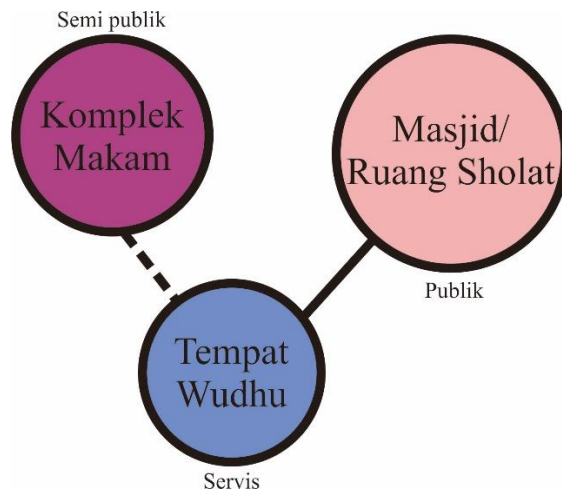 Semi publik
Komplek
Makam
Masjid/
Ruang Sholat
Publik
Tempat
Wudhu
Servis